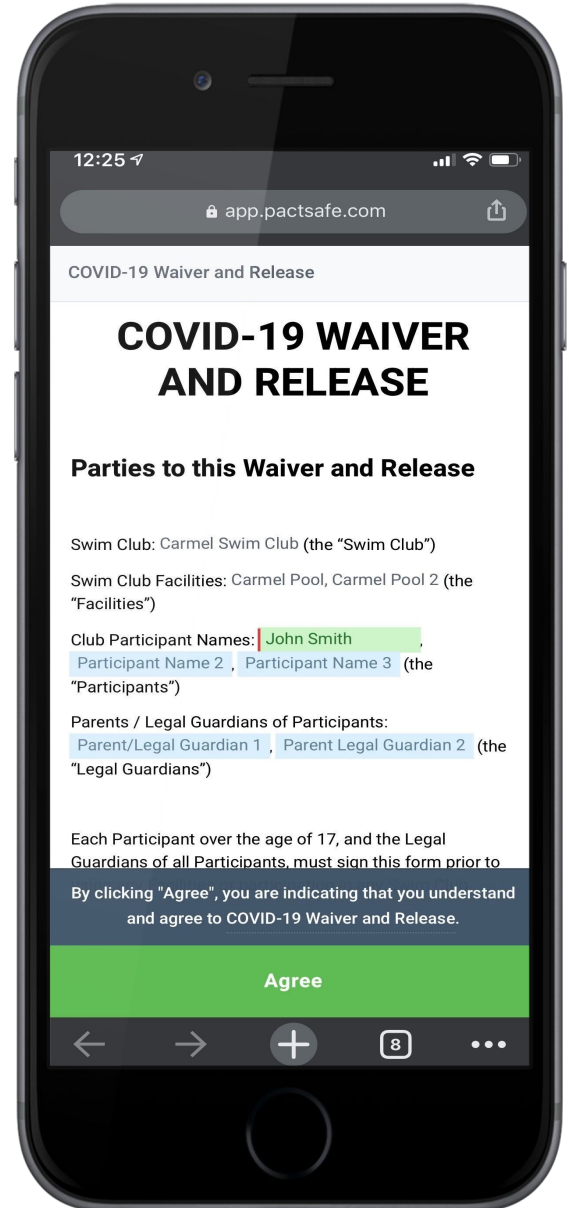 12:25
app.pactsafe.com
COVID-19 Waiver and Release
COVID-19 WAIVER
AND RELEASE
Parties to this Waiver and Release
Swim Club: Carmel Swim Club (the “Swim Club”)
Swim Club Facilities: Carmel Pool, Carmel Pool 2 (the
“Facilities”)
Club Participant Names: John Smith ,
Participant Name 2 , Participant Name 3 (the
“Participants”)
Parents / Legal Guardians of Participants:
Parent/Legal Guardian 1 , Parent Legal Guardian 2 (the
“Legal Guardians”)
Each Participant over the age of 17, and the Legal
Guardians of all Participants, must sign this form prior to
By clicking "Agree", you are indicating that you understand
and agree to COVID-19 Waiver and Release.
Agree
8